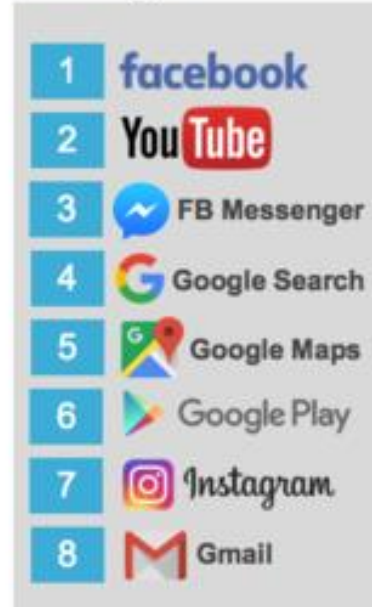 1 facebook
2 YouTube
3 FB Messenger
4 G Google Search
5 G Google Maps
6 Google Play
7 Instagram
8 Gmail